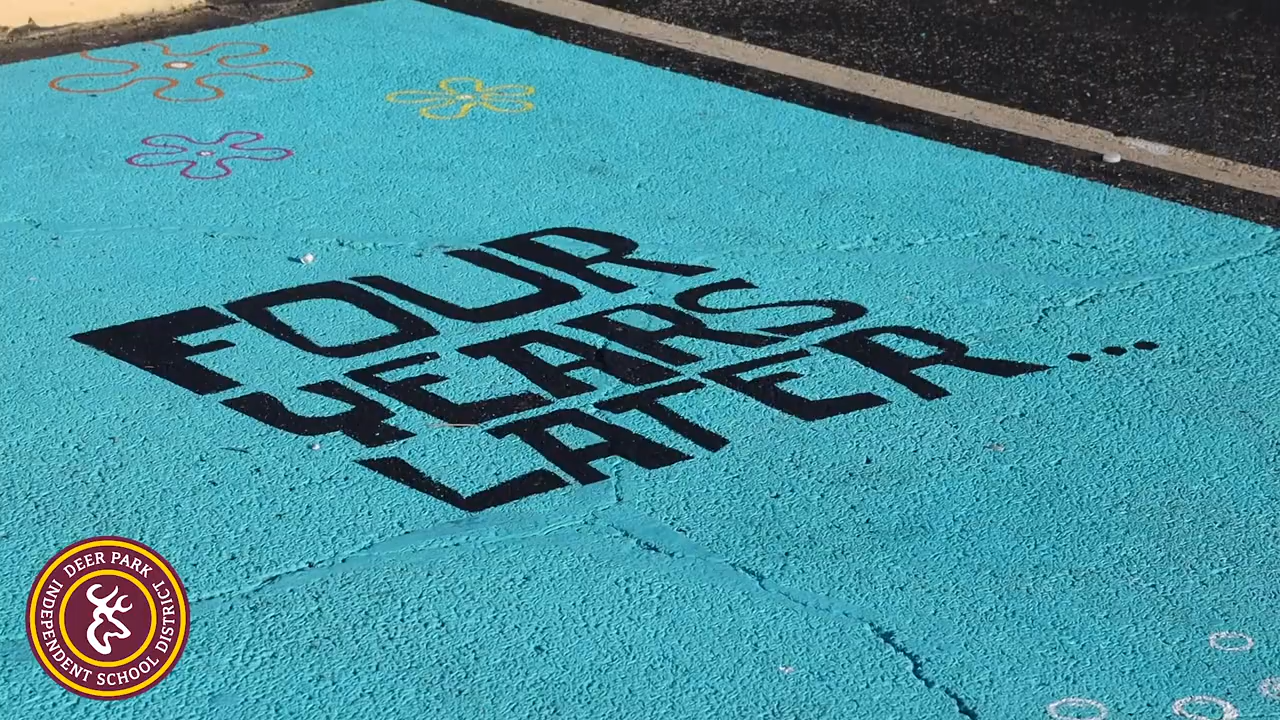 FOUR
YEARS
LATER...
DEER PARK
INDEPENDENT SCHOOL DISTRICT